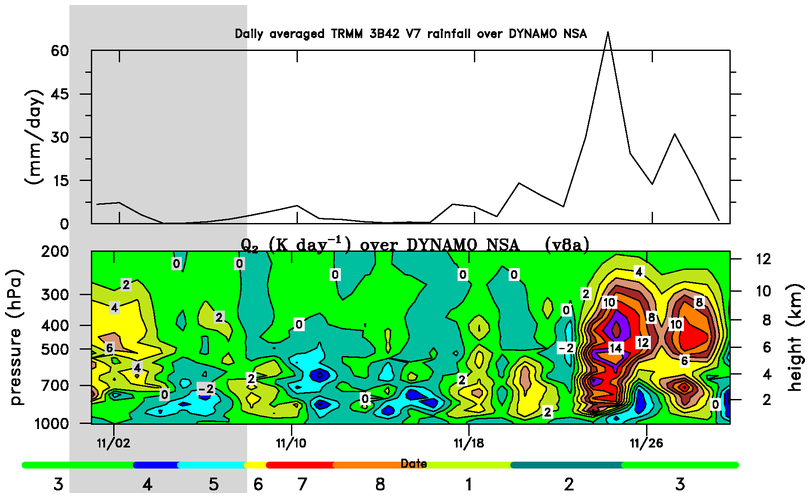 Daily averaged TRMM 3B42 V7 rainfall over DYNAMO NSA
60
45
30
15
0
(mm/day)
Q2 (K day−1) over DYNAMO NSA (v8a)
200
300
400
500
700
1000
pressure (hPa)
12
10
8
6
4
2
height (km)
0 0 0 0 0
2 4 2 0 6 4 2 0 -2
2 0 2 2
2 0 -2 4 10 8 14 12 8 10 6 0
11/02 11/10 11/18 11/26
Date
3 4 5 6 7 8 1 2 3